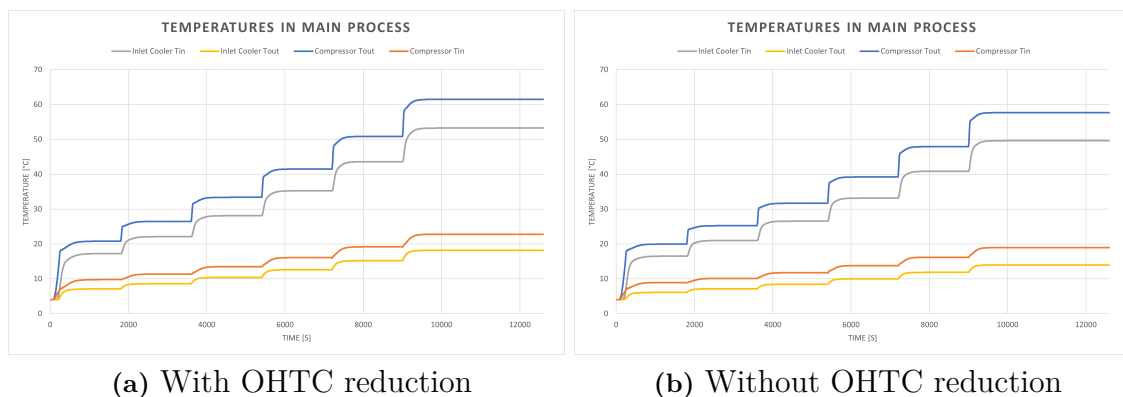 TEMPERATURES IN MAIN PROCESS
Inlet Cooler Tin Inlet Cooler Tout Compressor Tout Compressor Tin
70
60
50
40
30
20
10
0
TEMPERATURE [°C]
0 2000 4000 6000 8000 10000 12000
TIME [S]
(a) With OHTC reduction
TEMPERATURES IN MAIN PROCESS
Inlet Cooler Tin Inlet Cooler Tout Compressor Tout Compressor Tin
70
60
50
40
30
20
10
0
TEMPERATURE [°C]
0 2000 4000 6000 8000 10000 12000
TIME [S]
(b) Without OHTC reduction